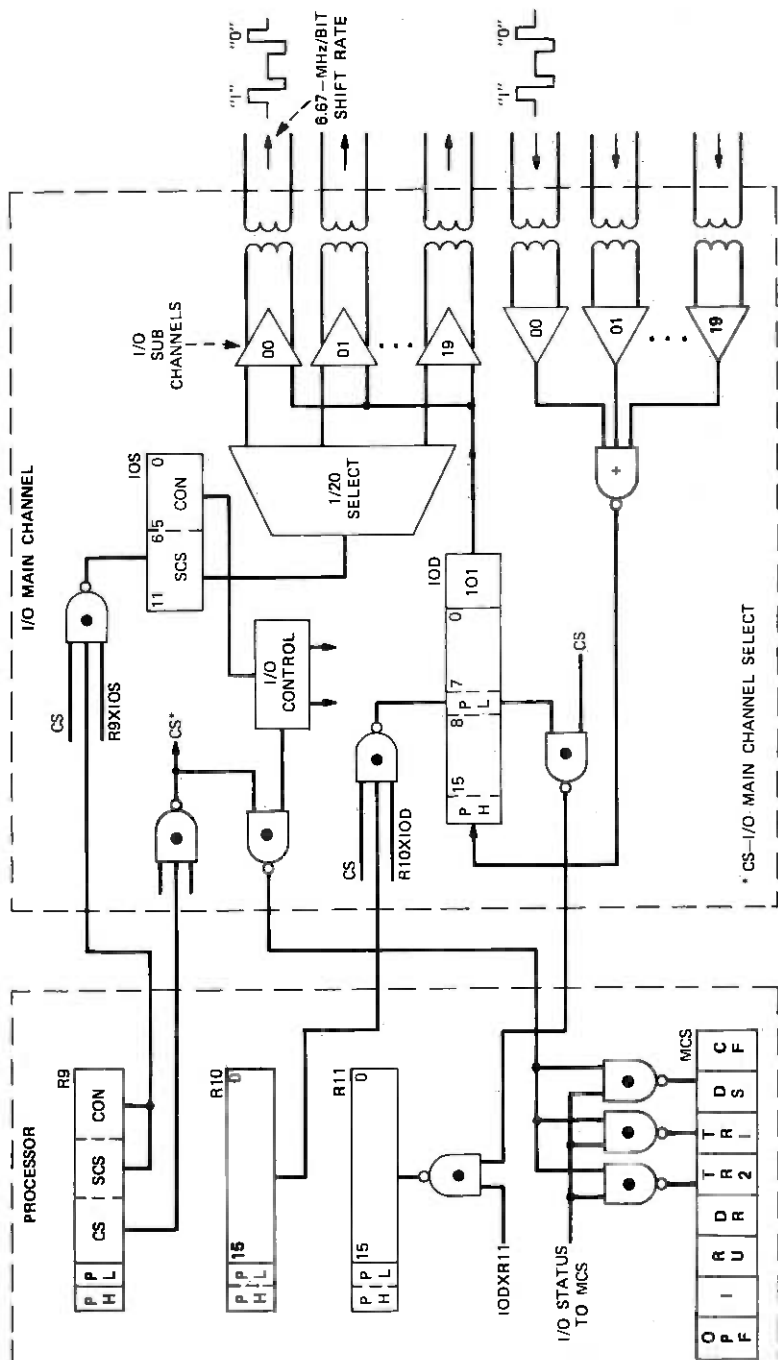 PROCESSOR
R9
P H
P L
CS
SCS
CON
R10
P H
P L
15
0
R11
P H
P L
15
0
IODXR11
I/O STATUS
TO MCS
MCS
O P F
I
R U
D R
T R 2
T R 1
D S
C F
I/O MAIN CHANNEL
CS
R9XIOS
IOS
11
6
5
0
SCS
CON
CS*
I/O
CONTROL
CS
R10XIOD
IOD
P H
15
8
P L
7
0
101
CS
1/20
SELECT
I/O
SUB
CHANNELS
00
01
19
00
01
19
+
* CS–I/O MAIN CHANNEL SELECT
"1"
"0"
6.67–MHz/BIT
SHIFT RATE
"1"
"0"